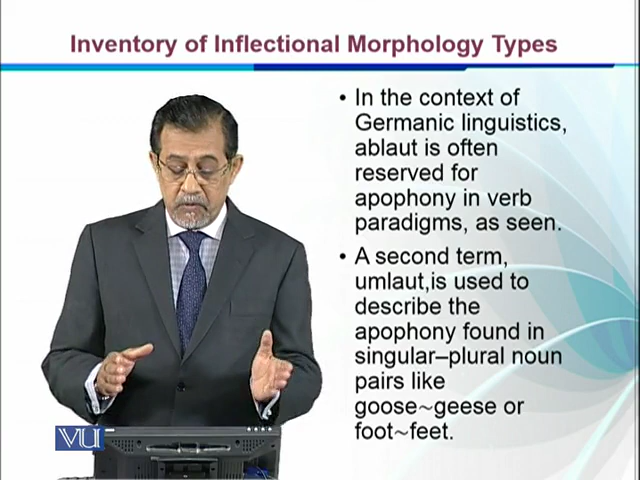 Inventory of Inflectional Morphology Types
• In the context of
Germanic linguistics,
ablaut is often
reserved for
apophony in verb
paradigms, as seen.
• A second term,
umlaut,is used to
describe the
apophony found in
singular–plural noun
pairs like
goose~geese or
foot~feet.
VU